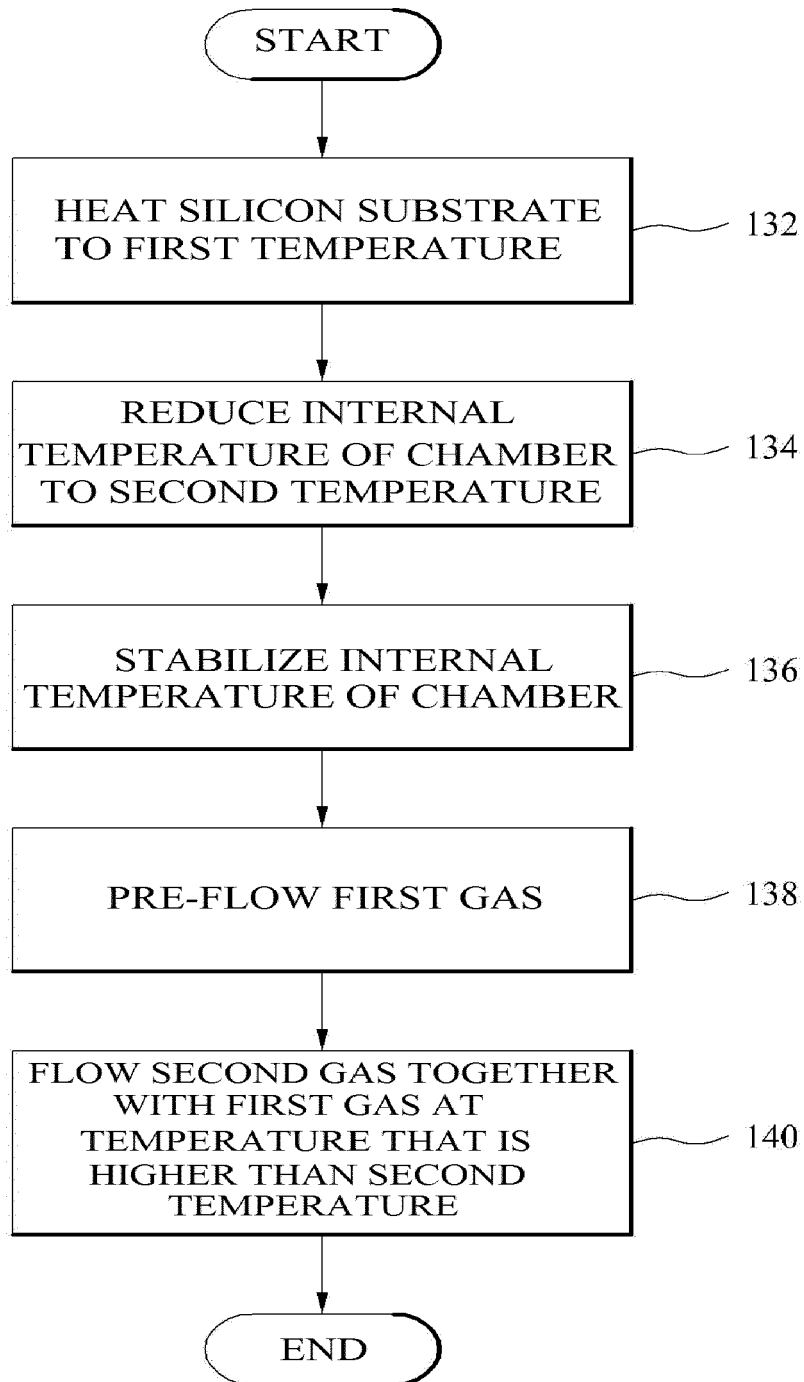 START
HEAT SILICON SUBSTRATE
TO FIRST TEMPERATURE
132
REDUCE INTERNAL
TEMPERATURE OF CHAMBER
TO SECOND TEMPERATURE
134
STABILIZE INTERNAL
TEMPERATURE OF CHAMBER
136
PRE-FLOW FIRST GAS
138
FLOW SECOND GAS TOGETHER
WITH FIRST GAS AT
TEMPERATURE THAT IS
HIGHER THAN SECOND
TEMPERATURE
140
END